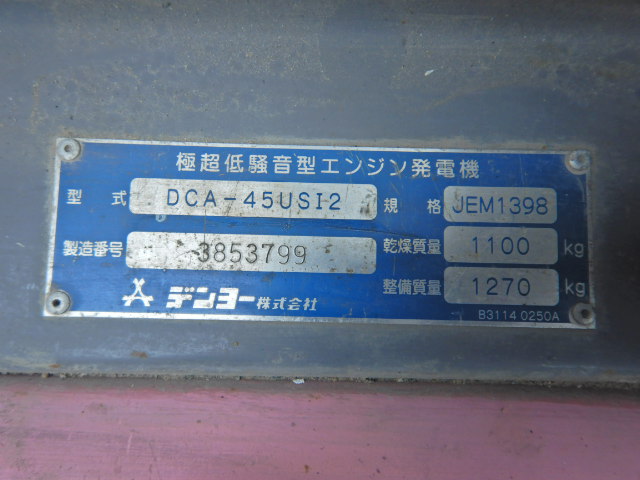 極超低騒音型エンジン発電機
型式 DCA-45USI2 規格 JEM1398
製造番号 3853799 乾燥質量 1100 kg
デンヨー株式会社 整備質量 1270 kg
B3114 0250A